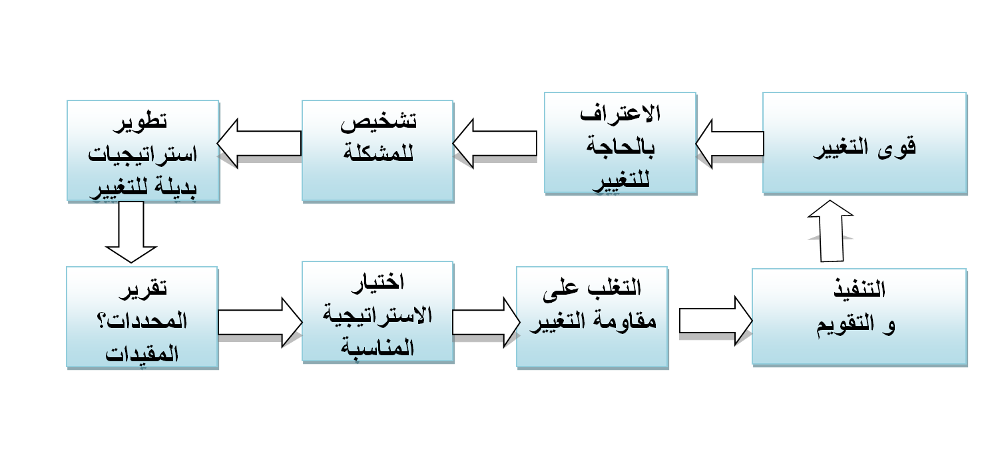 قوى التغيير
الاعتراف
بالحاجة
للتغيير
تشخيص
للمشكلة
تطوير
استراتيجيات
بديلة للتغيير
تقرير
المحددات؟
المقيدات
اختيار
الاستراتيجية
المناسبة
التغلب على
مقاومة التغيير
التنفيذ
و التقويم